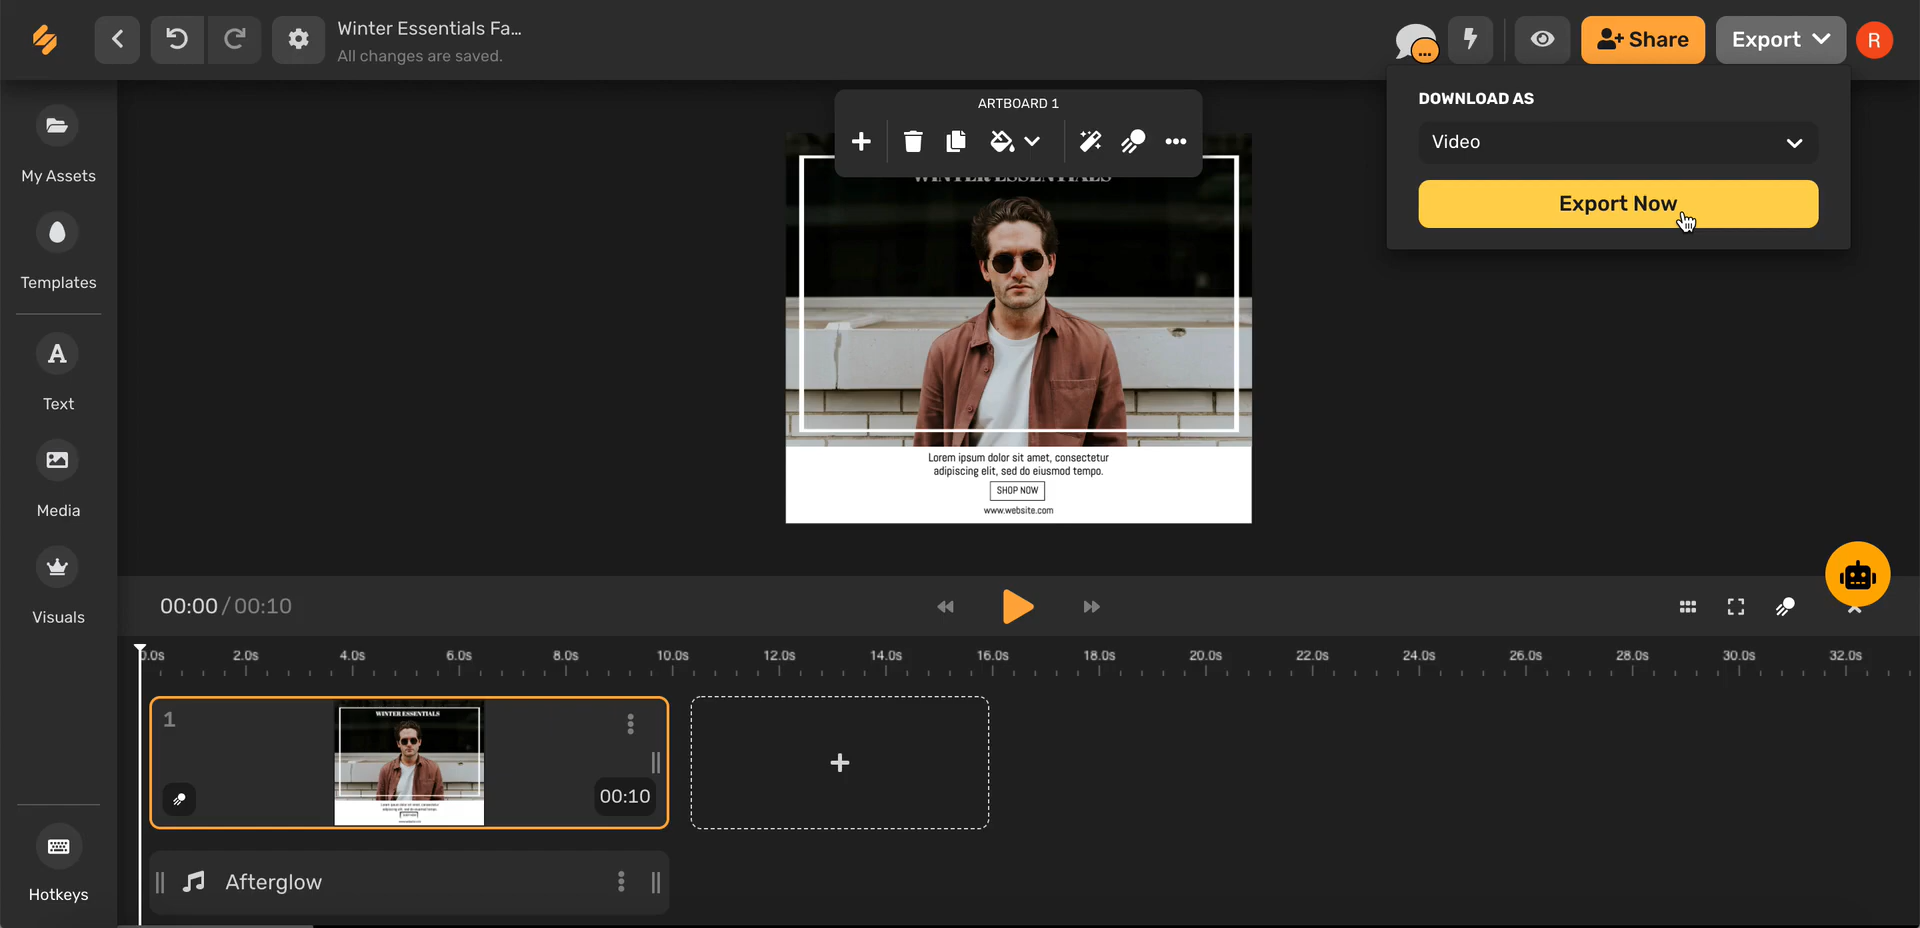 Winter Essentials Fa...
All changes are saved.
Share
Export
R
DOWNLOAD AS
Video
Export Now
My Assets
Templates
Text
Media
Visuals
Hotkeys
ARTBOARD 1
WINTER ESSENTIALS
Lorem ipsum dolor sit amet, consectetur
adipiscing elit, sed do eiusmod tempo.
SHOP NOW
www.website.com
00:00 / 00:10
0.0s 2.0s 4.0s 6.0s 8.0s 10.0s 12.0s 14.0s 16.0s 18.0s 20.0s 22.0s 24.0s 26.0s 28.0s 30.0s 32.0s
1
WINTER ESSENTIALS
00:10
Afterglow